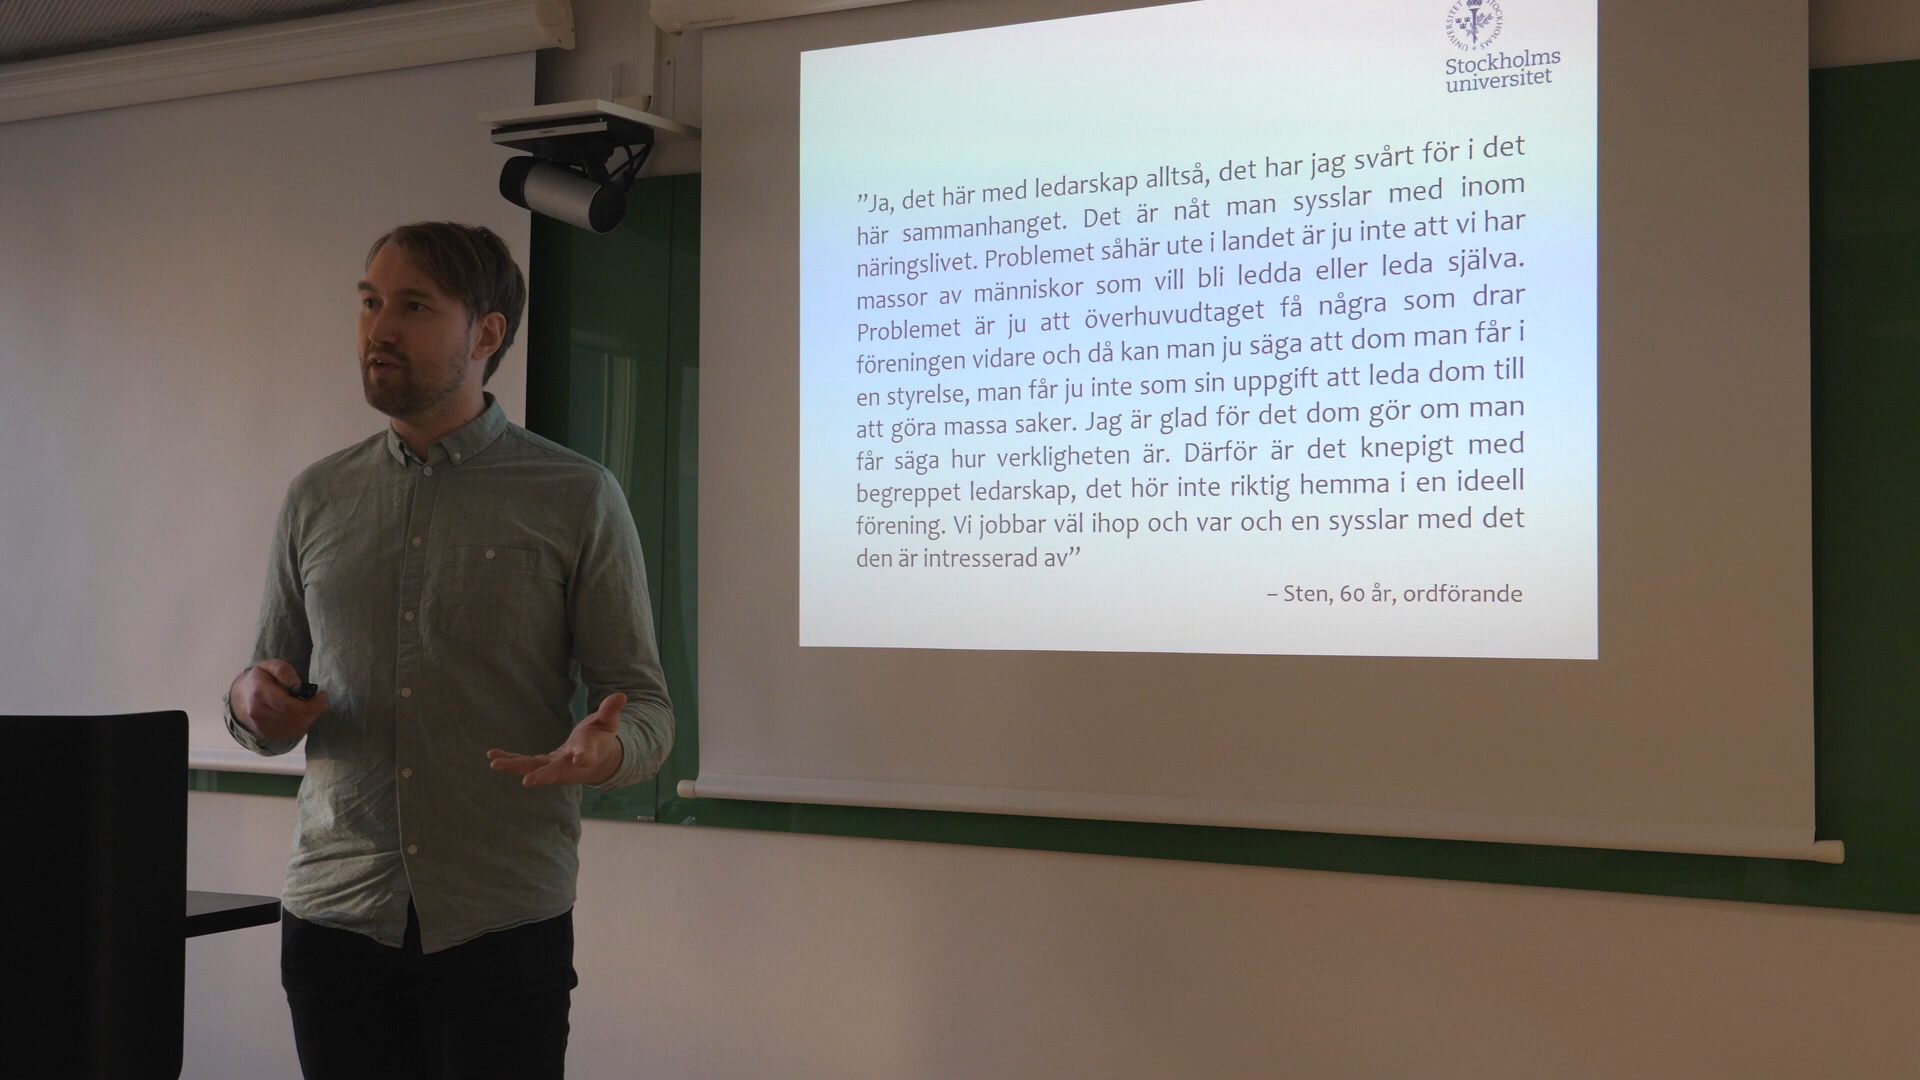 UNIVERSITET STOCKHOLMS
Stockholms
universitet
”Ja, det här med ledarskap alltså, det har jag svårt för i det
här sammanhanget. Det är nåt man sysslar med inom
näringslivet. Problemet såhär ute i landet är ju inte att vi har
massor av människor som vill bli ledda eller leda själva.
Problemet är ju att överhuvudtaget få några som drar
föreningen vidare och då kan man ju säga att dom man får i
en styrelse, man får ju inte som sin uppgift att leda dom till
att göra massa saker. Jag är glad för det dom gör om man
får säga hur verkligheten är. Därför är det knepigt med
begreppet ledarskap, det hör inte riktig hemma i en ideell
förening. Vi jobbar väl ihop och var och en sysslar med det
den är intresserad av”
– Sten, 60 år, ordförande